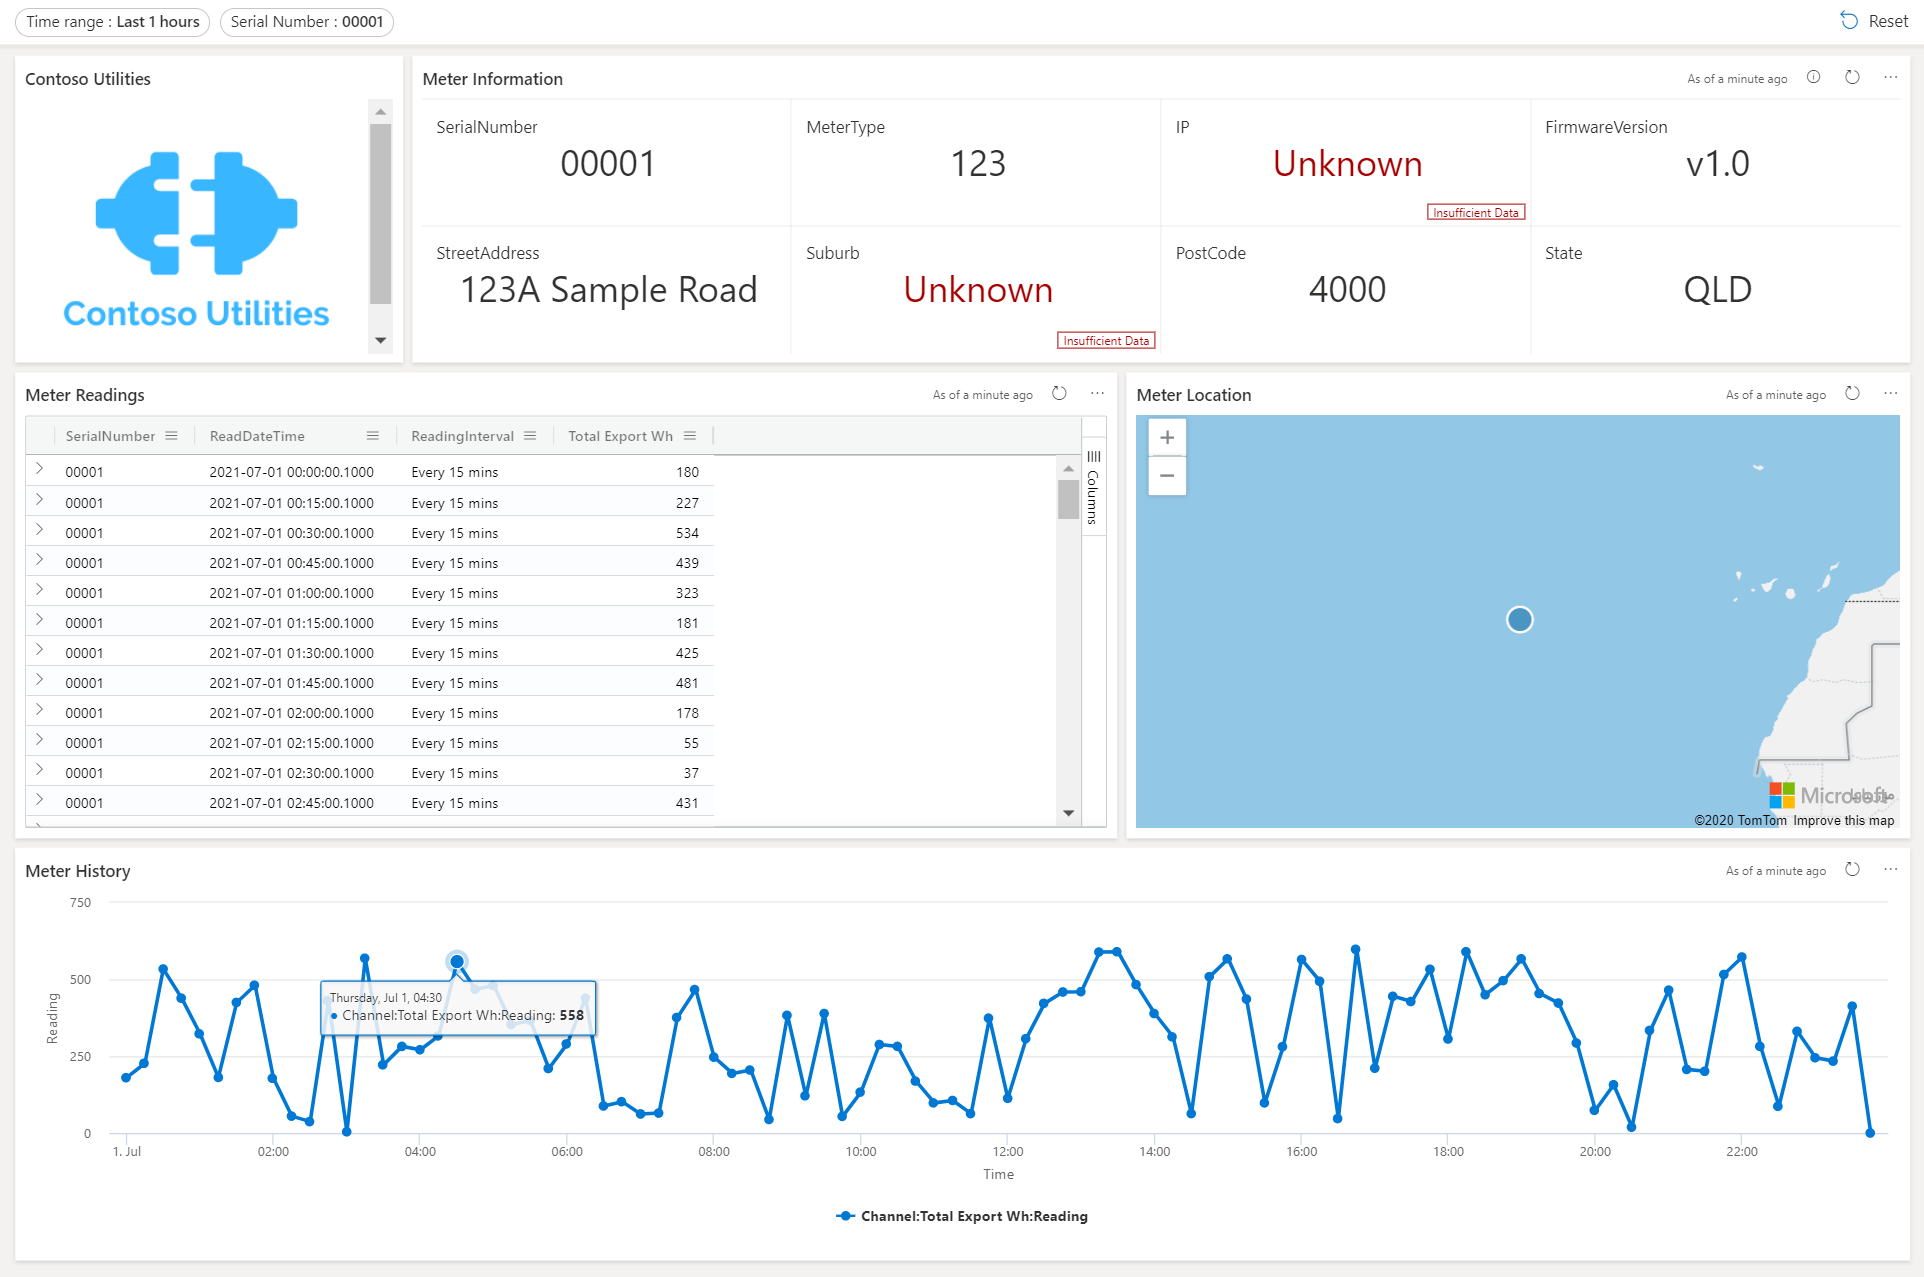 Time range : Last 1 hours
Serial Number : 00001
Reset
Contoso Utilities
Contoso Utilities
Meter Information
As of a minute ago
SerialNumber
00001
MeterType
123
IP
Unknown
Insufficient Data
FirmwareVersion
v1.0
StreetAddress
123A Sample Road
Suburb
Unknown
Insufficient Data
PostCode
4000
State
QLD
Meter Readings
As of a minute ago
SerialNumber ReadDateTime ReadingInterval Total Export Wh
00001 2021-07-01 00:00:00.1000 Every 15 mins 180
00001 2021-07-01 00:15:00.1000 Every 15 mins 227
00001 2021-07-01 00:30:00.1000 Every 15 mins 534
00001 2021-07-01 00:45:00.1000 Every 15 mins 439
00001 2021-07-01 01:00:00.1000 Every 15 mins 323
00001 2021-07-01 01:15:00.1000 Every 15 mins 181
00001 2021-07-01 01:30:00.1000 Every 15 mins 425
00001 2021-07-01 01:45:00.1000 Every 15 mins 481
00001 2021-07-01 02:00:00.1000 Every 15 mins 178
00001 2021-07-01 02:15:00.1000 Every 15 mins 55
00001 2021-07-01 02:30:00.1000 Every 15 mins 37
00001 2021-07-01 02:45:00.1000 Every 15 mins 431
Columns
Meter Location
As of a minute ago
Microsoft
©2020 TomTom Improve this map
Meter History
As of a minute ago
750
500
250
0
Reading
Thursday, Jul 1, 04:30
Channel:Total Export Wh:Reading: 558
1. Jul 02:00 04:00 06:00 08:00 10:00 12:00 14:00 16:00 18:00 20:00 22:00
Time
Channel:Total Export Wh:Reading